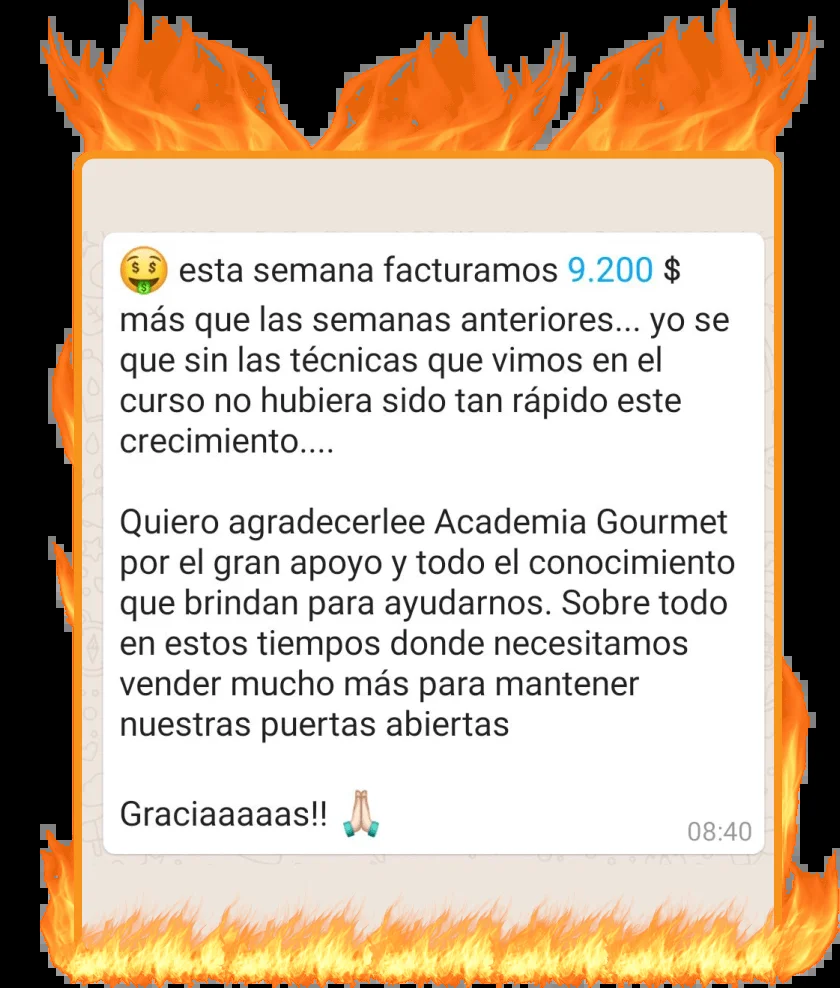 🤑 esta semana facturamos 9.200 $
más que las semanas anteriores... yo se
que sin las técnicas que vimos en el
curso no hubiera sido tan rápido este
crecimiento....
Quiero agradecerlee Academia Gourmet
por el gran apoyo y todo el conocimiento
que brindan para ayudarnos. Sobre todo
en estos tiempos donde necesitamos
vender mucho más para mantener
nuestras puertas abiertas
Graciaaaaas!! 🙏🏻
08:40